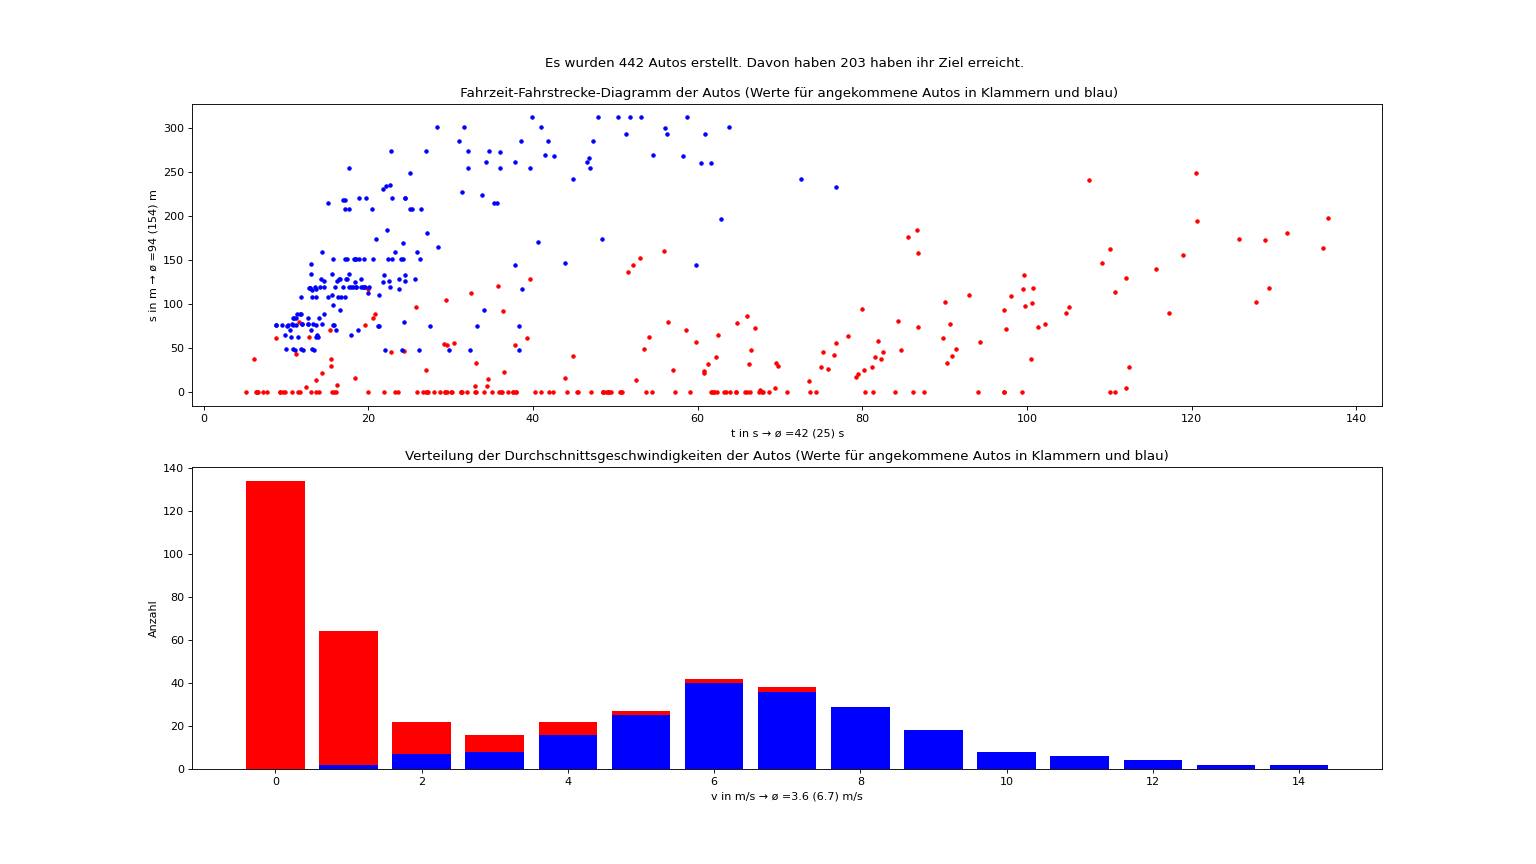 Es wurden 442 Autos erstellt. Davon haben 203 haben ihr Ziel erreicht.
Fahrzeit-Fahrstrecke-Diagramm der Autos (Werte für angekommene Autos in Klammern und blau)
300
250
200
150
100
50
0
s in m → ø =94 (154) m
0 20 40 60 80 100 120 140
t in s → ø =42 (25) s
Verteilung der Durchschnittsgeschwindigkeiten der Autos (Werte für angekommene Autos in Klammern und blau)
140
120
100
80
60
40
20
0
Anzahl
0 2 4 6 8 10 12 14
v in m/s → ø =3.6 (6.7) m/s